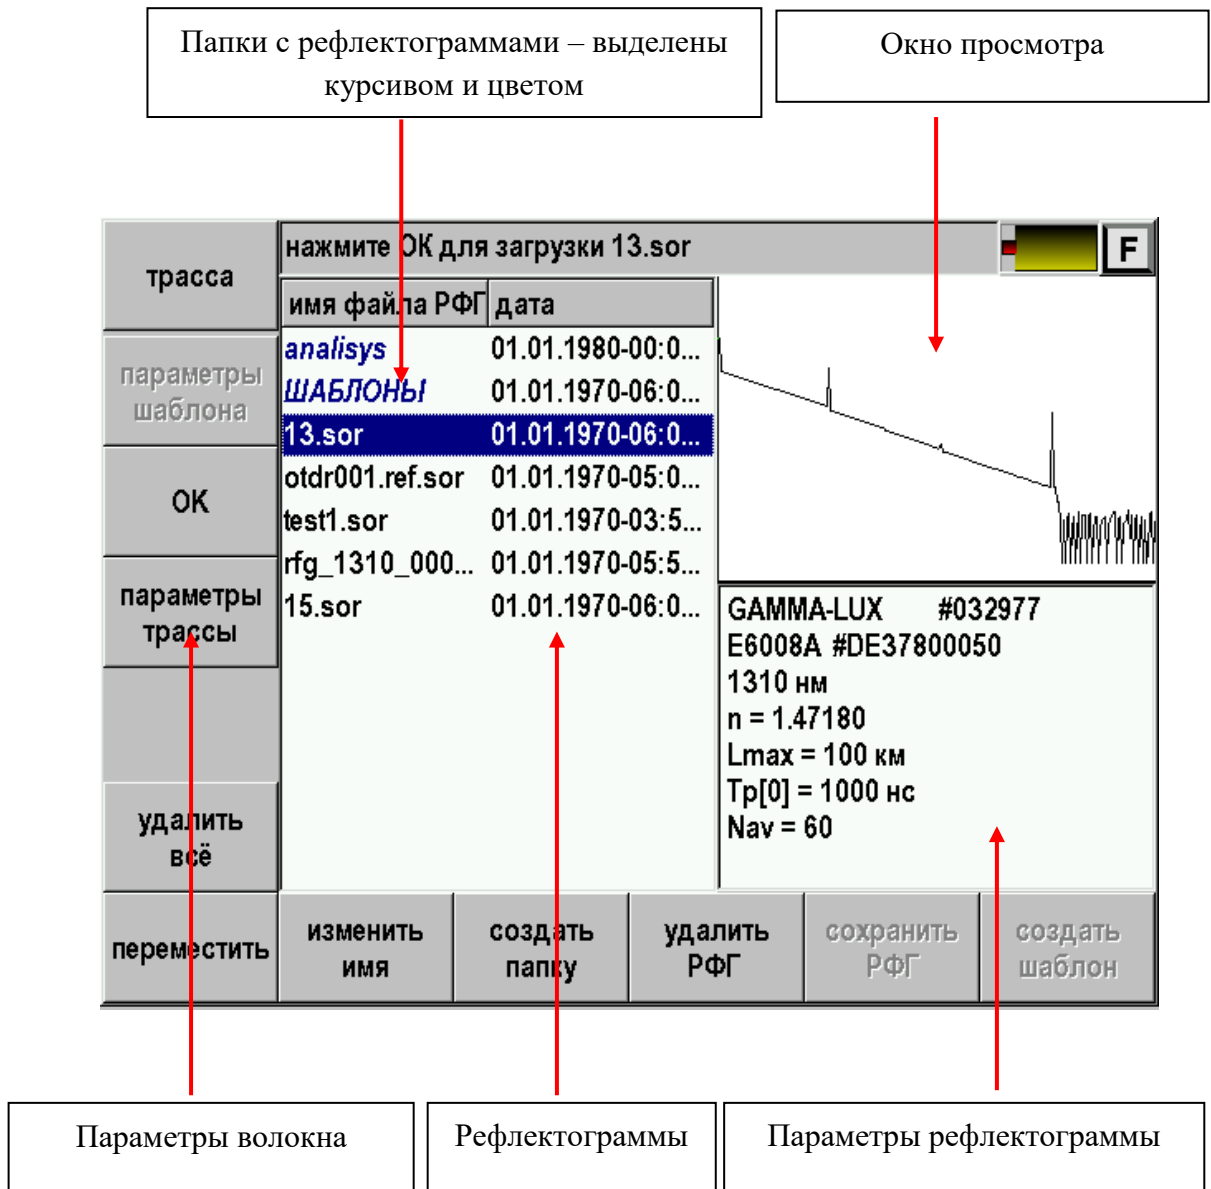 Папки с рефлектограммами – выделены
курсивом и цветом
Окно просмотра
трасса
нажмите ОК для загрузки 13.sor
F
имя файла РФГ дата
параметры
шаблона
analisys 01.01.1980-00:0...
ШАБЛОНЫ 01.01.1970-06:0...
13.sor 01.01.1970-06:0...
otdr001.ref.sor 01.01.1970-05:0...
test1.sor 01.01.1970-03:5...
rfg_1310_000... 01.01.1970-05:5...
15.sor 01.01.1970-06:0...
ОК
параметры
трассы
GAMMA-LUX #032977
E6008A #DE37800050
1310 нм
n = 1.47180
Lmax = 100 км
Tp[0] = 1000 нс
Nav = 60
удалить
всё
переместить
изменить
имя
создать
папку
удалить
РФГ
сохранить
РФГ
создать
шаблон
Параметры волокна
Рефлектограммы
Параметры рефлектограммы